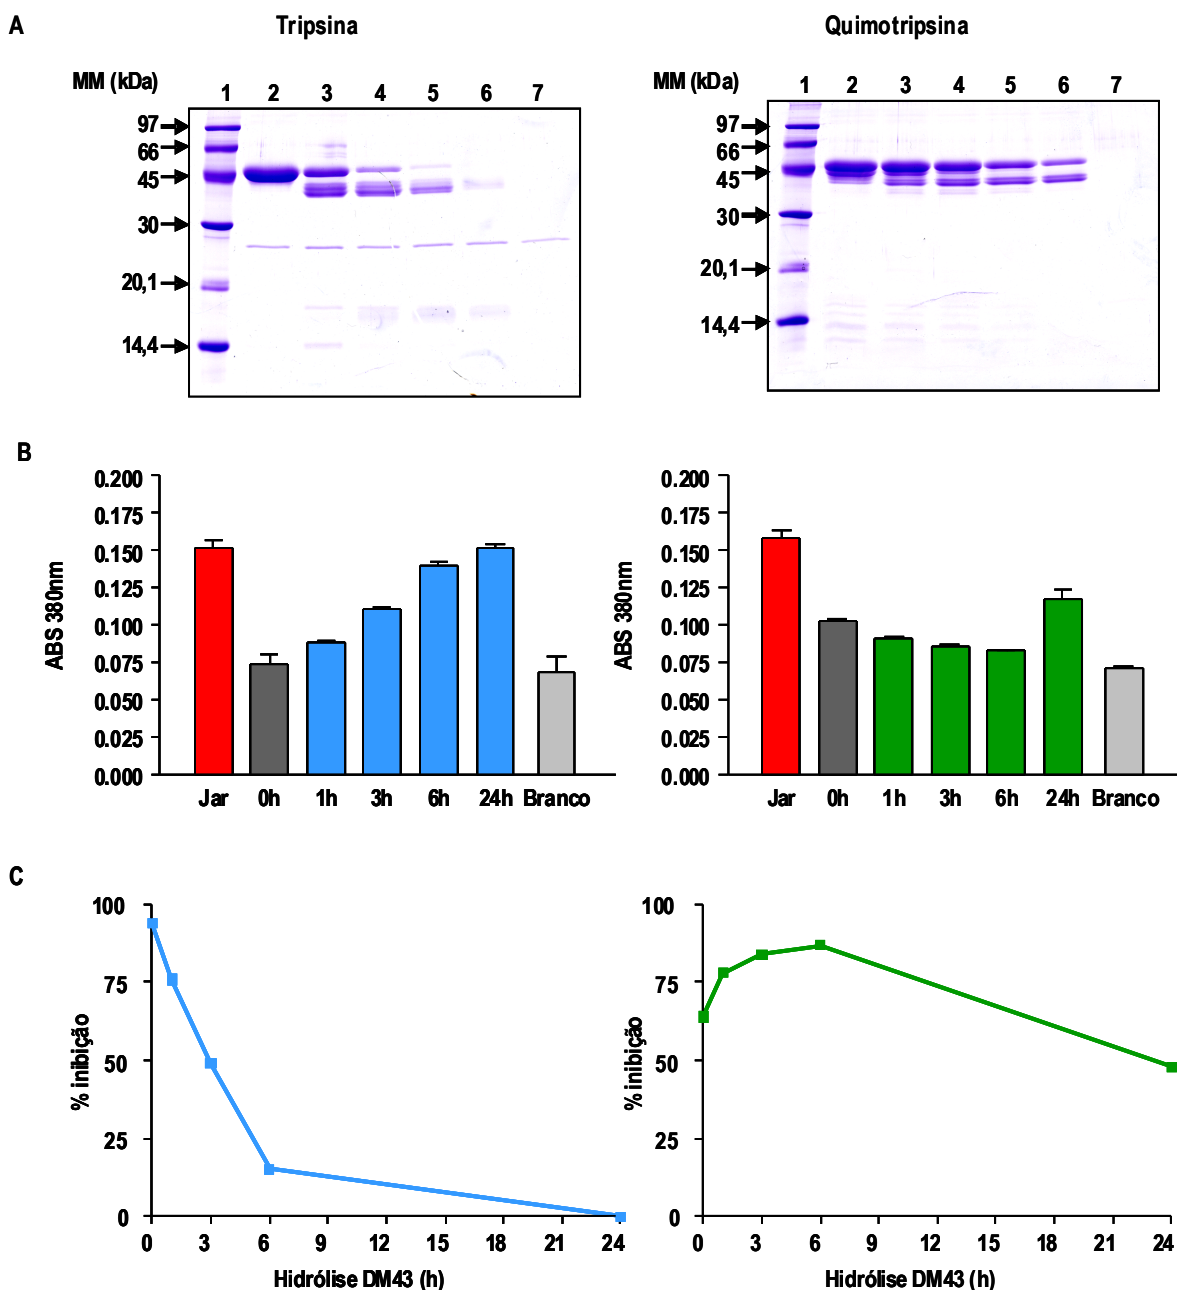 A
Tripsina
Quimotripsina
MM (kDa) 1 2 3 4 5 6 7
97
66
45
30
20,1
14,4
MM (kDa) 1 2 3 4 5 6 7
97
66
45
30
20,1
14,4
B
ABS 380nm
0.200
0.175
0.150
0.125
0.100
0.075
0.050
0.025
0.000
Jar 0h 1h 3h 6h 24h Branco
ABS 380nm
0.200
0.175
0.150
0.125
0.100
0.075
0.050
0.025
0.000
Jar 0h 1h 3h 6h 24h Branco
C
% inibição
100
75
50
25
0
0 3 6 9 12 15 18 21 24
Hidrólise DM43 (h)
% inibição
100
75
50
25
0
0 3 6 9 12 15 18 21 24
Hidrólise DM43 (h)